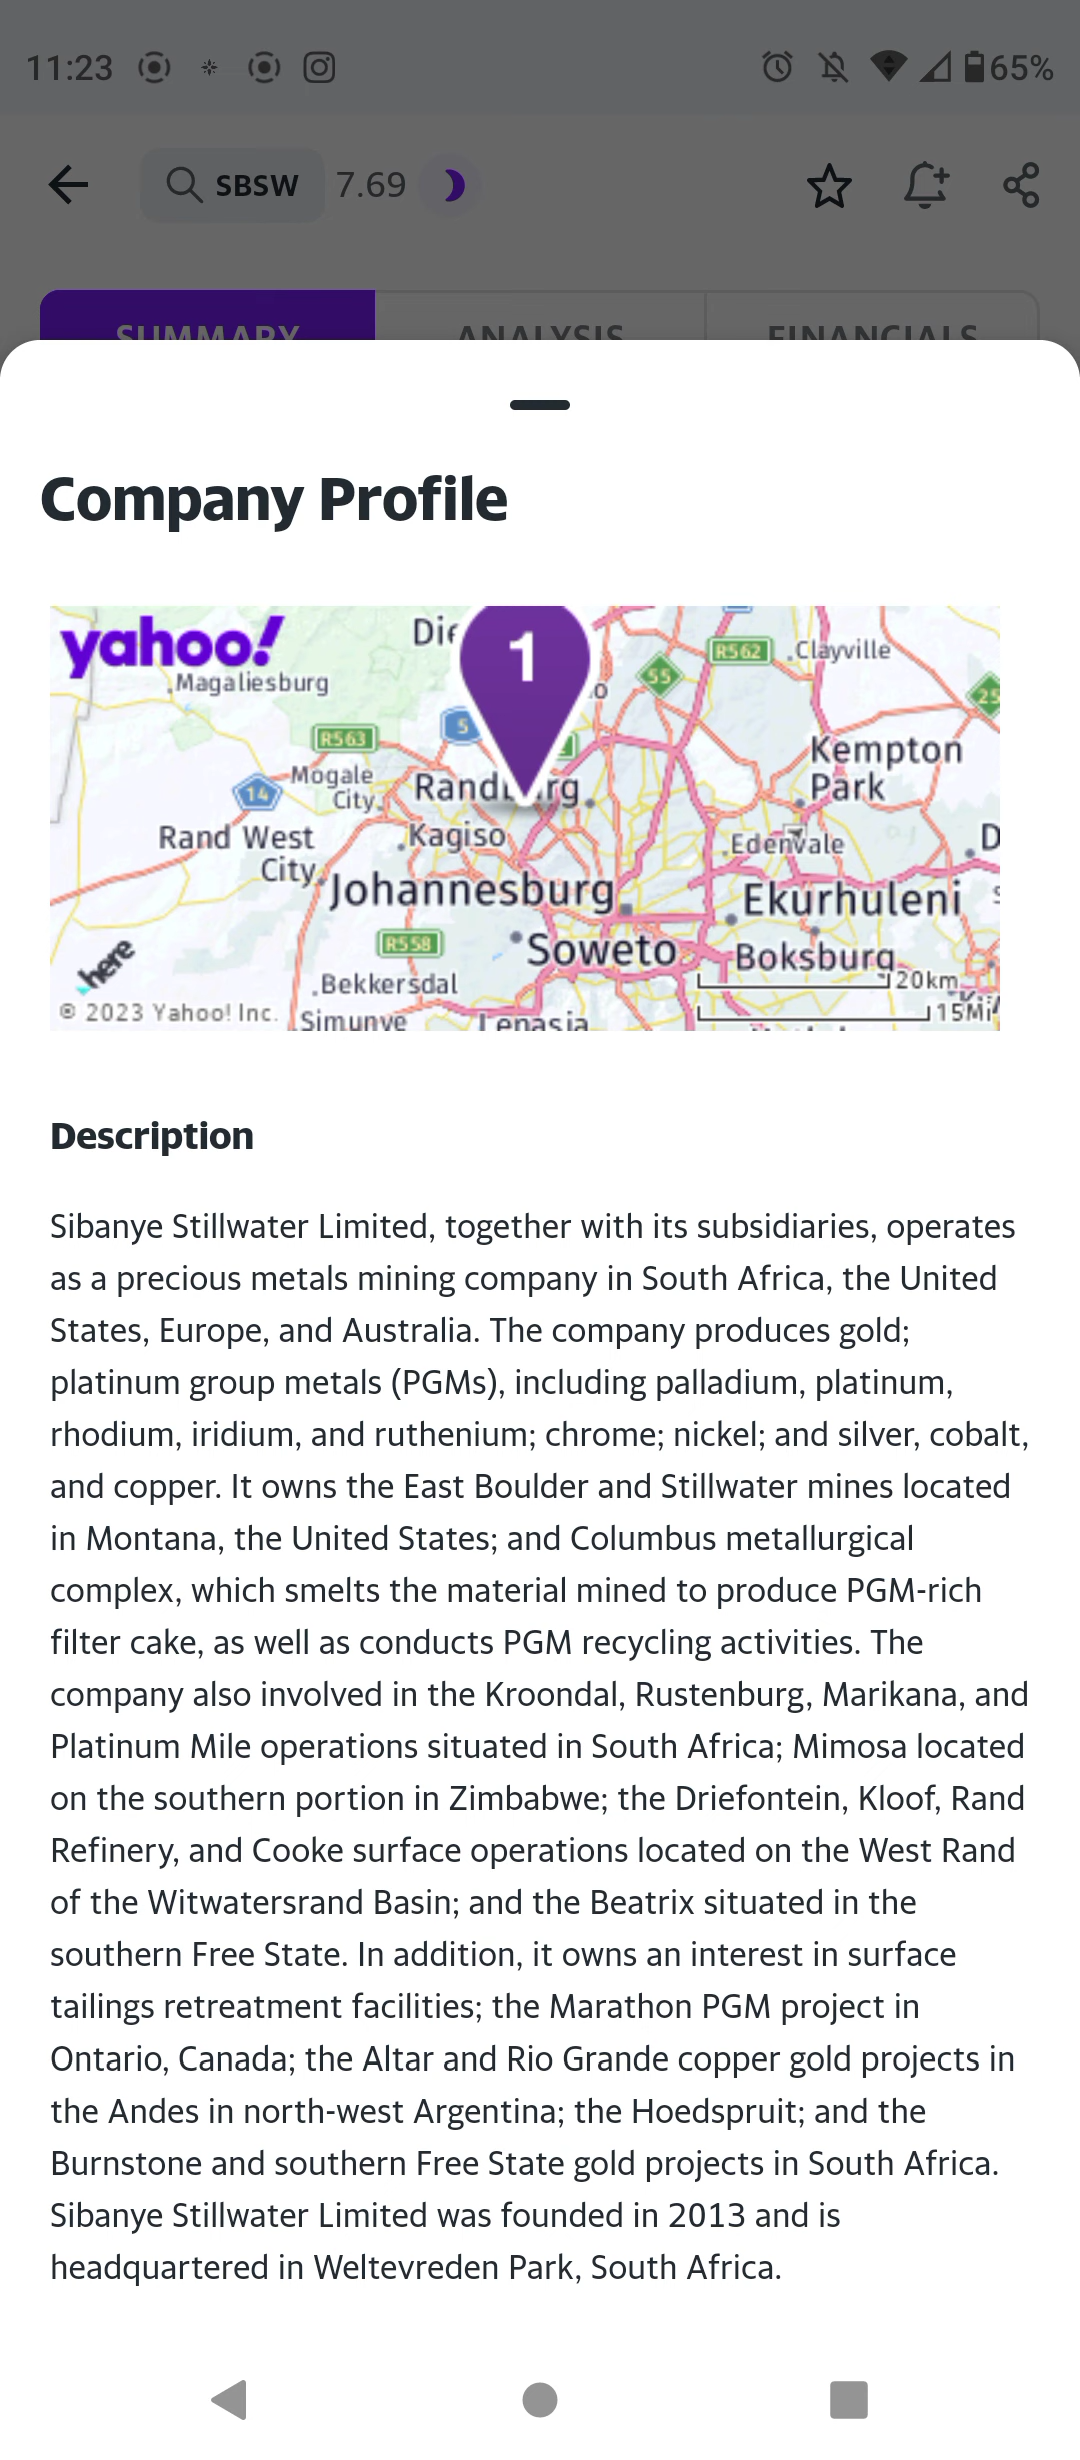 11:23
65%
SBSW 7.69
SUMMARY ANALYSIS FINANCIALS
Company Profile
yahoo!
1
R562
.Clayville
.Magaliesburg
55
25
5
R563
Kempton
Park
Mogale
City
14
Rand West
City
.Kagiso
.Edenvale
Johannesburg
Ekurhuleni
R558
Soweto
Boksburg
here
.Bekkersdal
20km
© 2023 Yahoo! Inc.
Simunye
Lenasia
15Mi
Description
Sibanye Stillwater Limited, together with its subsidiaries, operates
as a precious metals mining company in South Africa, the United
States, Europe, and Australia. The company produces gold;
platinum group metals (PGMs), including palladium, platinum,
rhodium, iridium, and ruthenium; chrome; nickel; and silver, cobalt,
and copper. It owns the East Boulder and Stillwater mines located
in Montana, the United States; and Columbus metallurgical
complex, which smelts the material mined to produce PGM-rich
filter cake, as well as conducts PGM recycling activities. The
company also involved in the Kroondal, Rustenburg, Marikana, and
Platinum Mile operations situated in South Africa; Mimosa located
on the southern portion in Zimbabwe; the Driefontein, Kloof, Rand
Refinery, and Cooke surface operations located on the West Rand
of the Witwatersrand Basin; and the Beatrix situated in the
southern Free State. In addition, it owns an interest in surface
tailings retreatment facilities; the Marathon PGM project in
Ontario, Canada; the Altar and Rio Grande copper gold projects in
the Andes in north-west Argentina; the Hoedspruit; and the
Burnstone and southern Free State gold projects in South Africa.
Sibanye Stillwater Limited was founded in 2013 and is
headquartered in Weltevreden Park, South Africa.